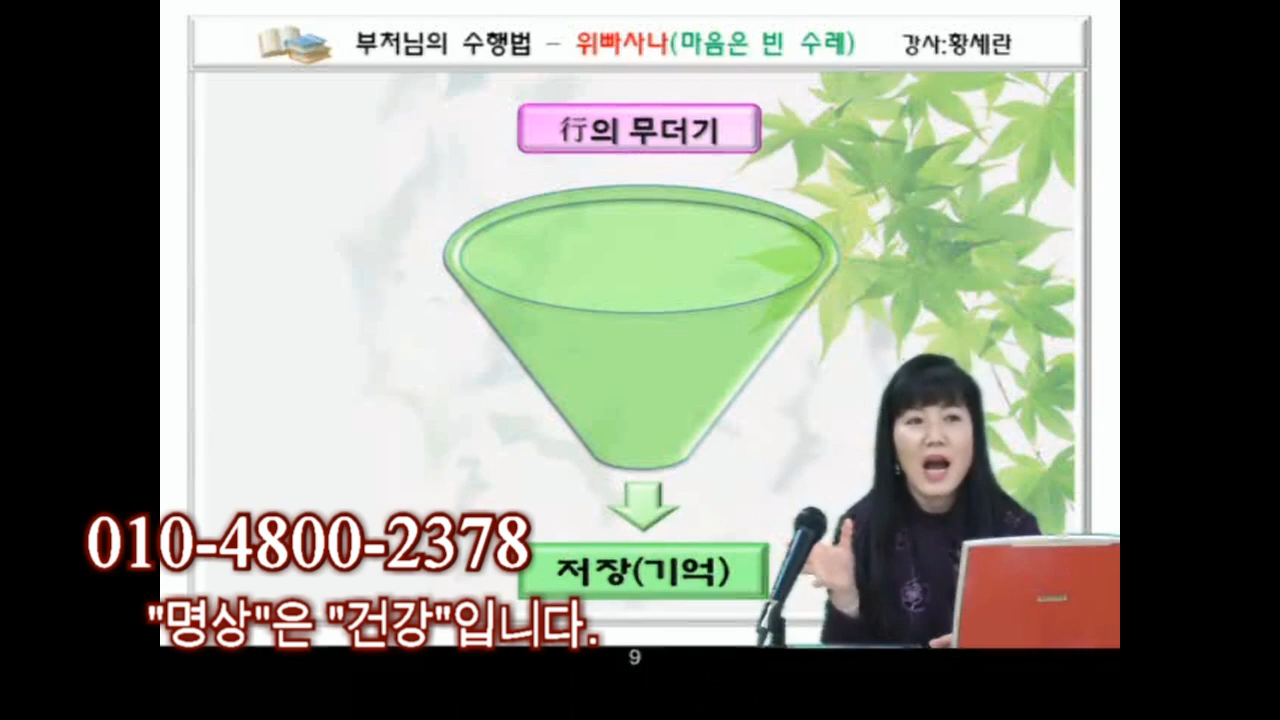 부처님의 수행법 – 위빠사나(마음은 빈 수레) 강사:황세란
行의 무더기
저장(기억)
010-4800-2378
"명상"은 "건강"입니다.
9